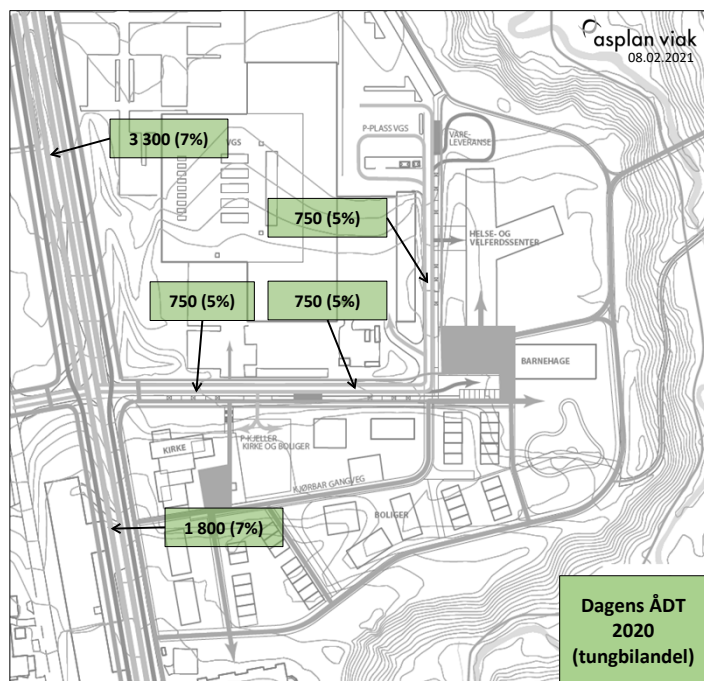 asplan viak
08.02.2021
3 300 (7%)
VGS
P-PLASS VGS
VARE-
LEVERANSE
750 (5%)
HELSE- OG
VELFERDSSENTER
750 (5%)
750 (5%)
BARNEHAGE
KIRKE
P-KJELLER
KIRKE OG BOLIGER
KJØRBAR GANGVEG
BOLIGER
1 800 (7%)
Dagens ÅDT
2020
(tungbilandel)